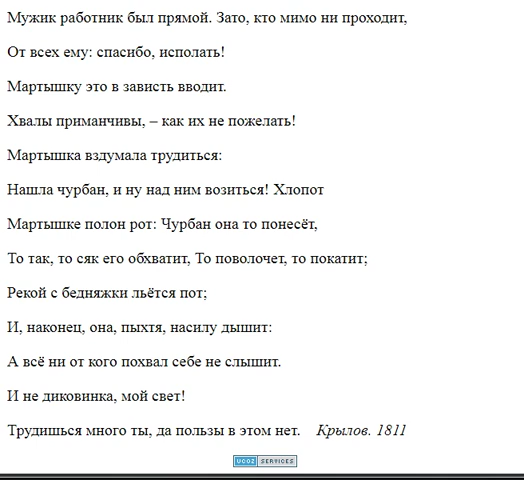 Мужик работник был прямой. Зато, кто мимо ни проходит,
От всех ему: спасибо, исполать!
Мартышку это в зависть вводит.
Хвалы приманчивы, – как их не пожелать!
Мартышка вздумала трудиться:
Нашла чурбан, и ну над ним возиться! Хлопот
Мартышке полон рот: Чурбан она то понесёт,
То так, то сяк его обхватит, То поволочет, то покатит;
Рекой с бедняжки льётся пот;
И, наконец, она, пыхтя, насилу дышит:
А всё ни от кого похвал себе не слышит.
И не диковинка, мой свет!
Трудишься много ты, да пользы в этом нет. Крылов. 1811
UCOZ SERVICES